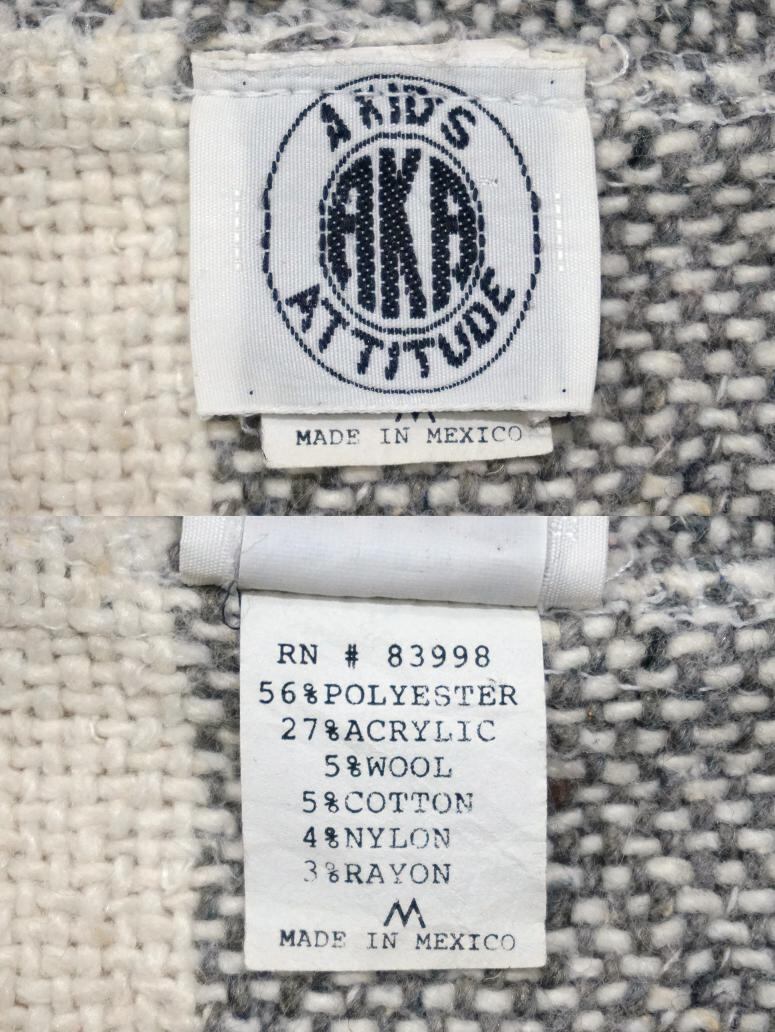 A KID'S
AKA
ATTITUDE
M
MADE IN MEXICO
RN # 83998
56%POLYESTER
27%ACRYLIC
5%WOOL
5%COTTON
4%NYLON
3%RAYON
M
MADE IN MEXICO